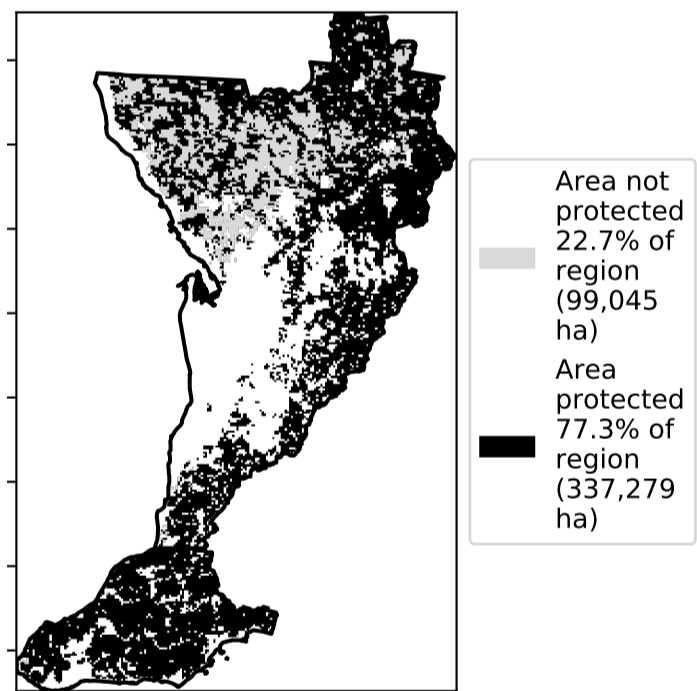 Area not
protected
22.7% of
region
(99,045
ha)
Area
protected
77.3% of
region
(337,279
ha)